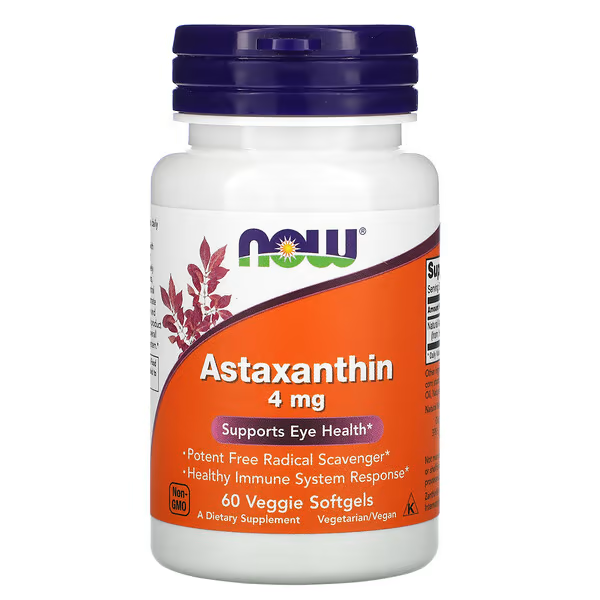 NOW®
Astaxanthin
4 mg
Supports Eye Health*
• Potent Free Radical Scavenger*
• Healthy Immune System Response*
60 Veggie Softgels
Non-
GMO
A Dietary Supplement Vegetarian/Vegan
K
daily